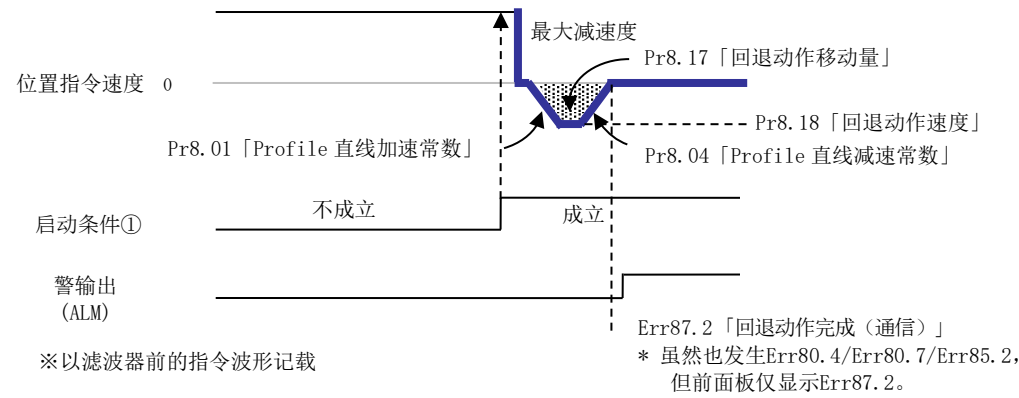 最大减速度
Pr8.17「回退动作移动量」
位置指令速度 0
Pr8.18「回退动作速度」
Pr8.01「Profile 直线加速常数」
Pr8.04「Profile 直线减速常数」
不成立
成立
启动条件①
警输出
(ALM)
Err87.2「回退动作完成（通信）」
※以滤波器前的指令波形记载
* 虽然也发生Err80.4/Err80.7/Err85.2，
但前面板仅显示Err87.2。